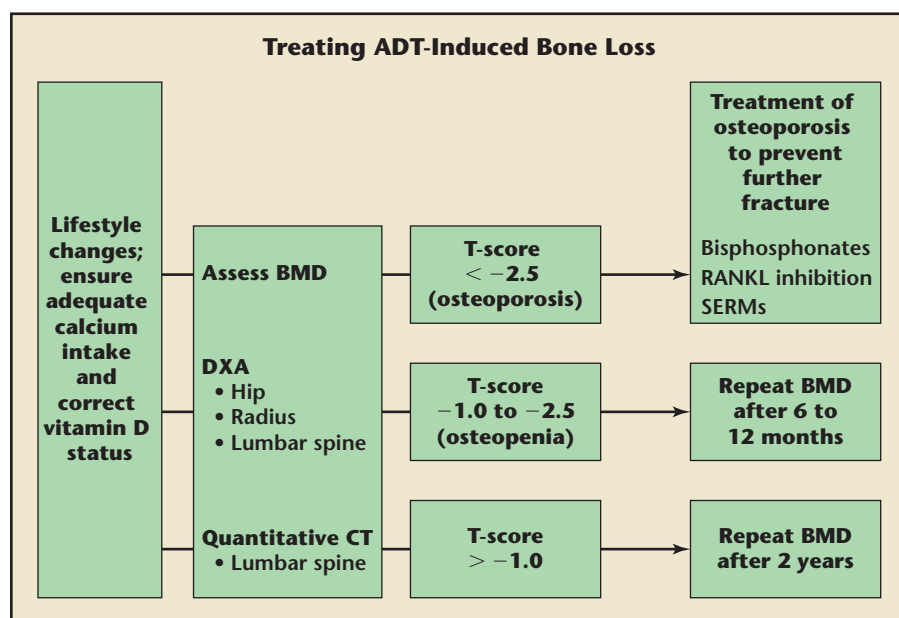 Treating ADT-Induced Bone Loss
Lifestyle
changes;
ensure
adequate
calcium
intake
and
correct
vitamin D
status
Assess BMD
DXA
• Hip
• Radius
• Lumbar spine
Quantitative CT
• Lumbar spine
T-score
< −2.5
(osteoporosis)
T-score
−1.0 to −2.5
(osteopenia)
T-score
> −1.0
Treatment of
osteoporosis
to prevent
further
fracture
Bisphosphonates
RANKL inhibition
SERMs
Repeat BMD
after 6 to
12 months
Repeat BMD
after 2 years